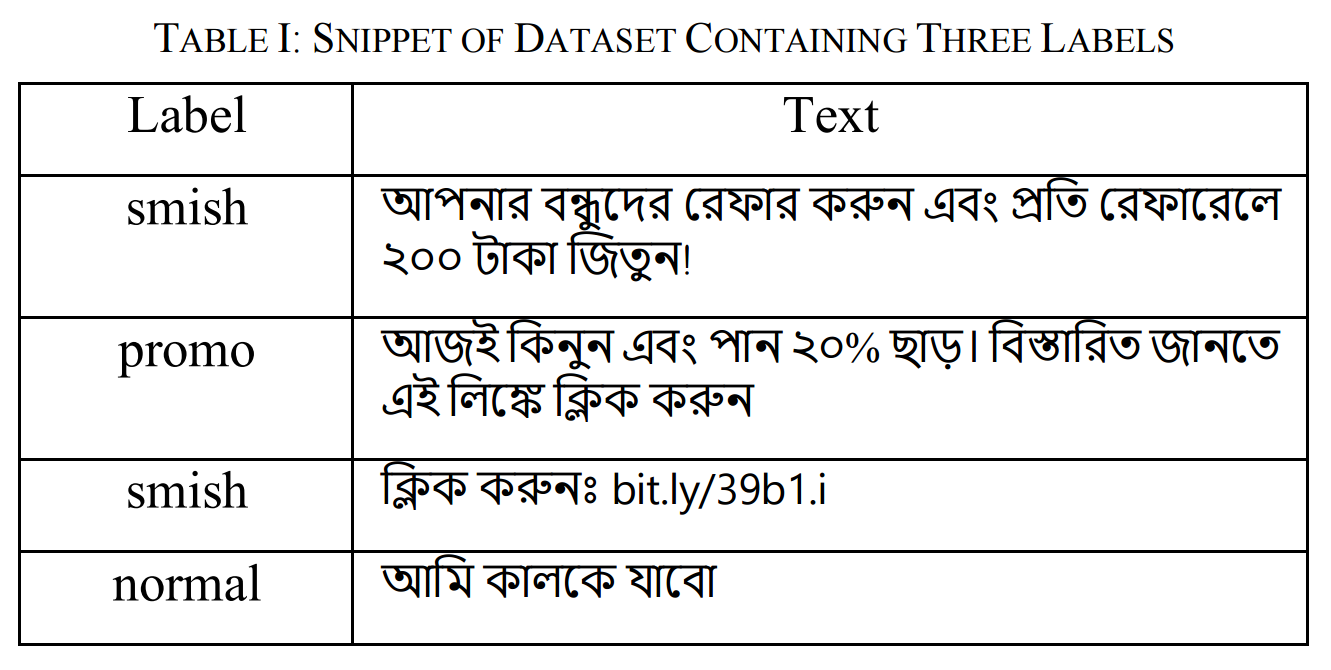 TABLE I: SNIPPET OF DATASET CONTAINING THREE LABELS
Label Text
smish আপনার বন্ধুদের রেফার করুন এবং প্রতি রেফারেলে
২০০ টাকা জিতুন!
promo আজই কিনুন এবং পান ২০% ছাড়। বিস্তারিত জানতে
এই লিঙ্কে ক্লিক করুন
smish ক্লিক করুনঃ bit.ly/39b1.i
normal আমি কালকে যাবো